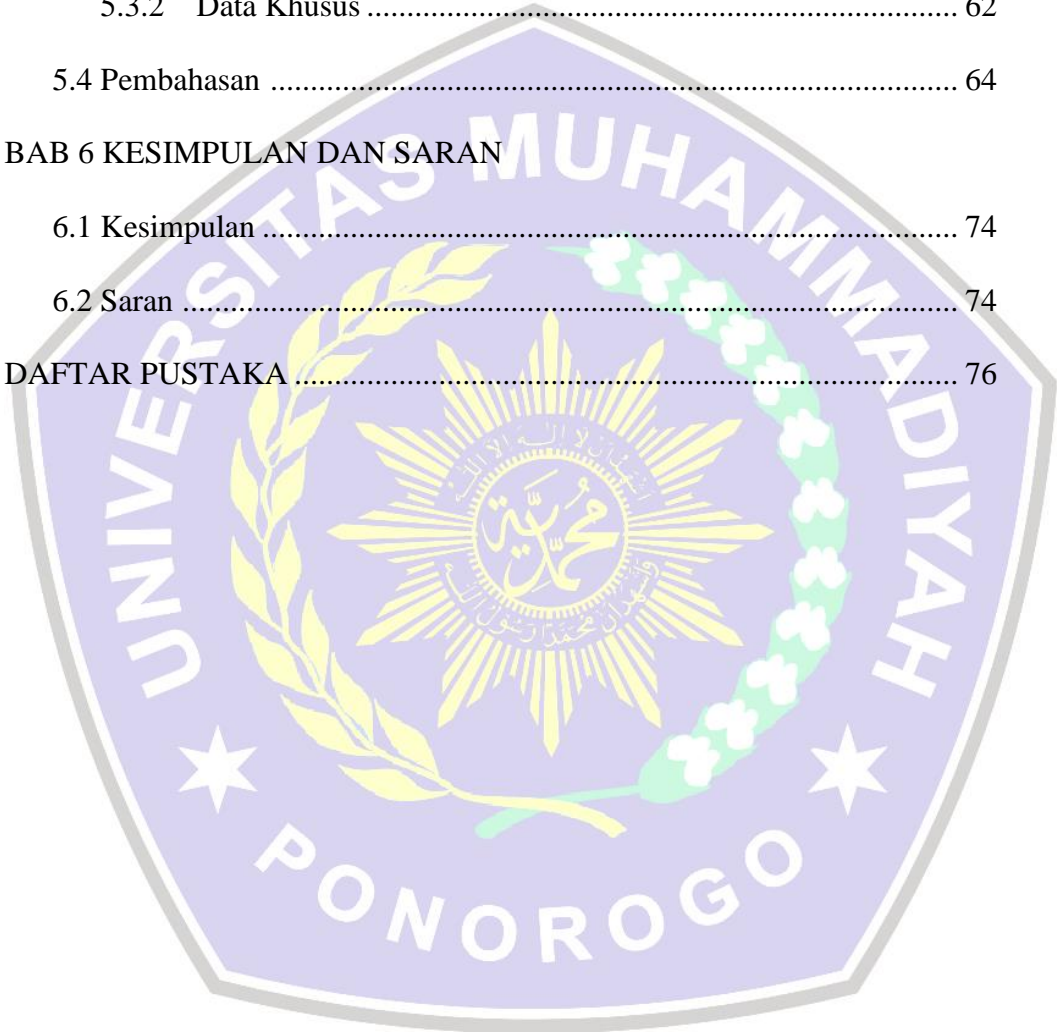 5.3.2 Data Khusus ........................................................................... 62
5.4 Pembahasan ........................................................................................ 64
BAB 6 KESIMPULAN DAN SARAN
6.1 Kesimpulan ......................................................................................... 74
6.2 Saran ................................................................................................... 74
DAFTAR PUSTAKA ..................................................................................... 76
UNIVERSITAS MUHAMMADIYAH
PONOROGO